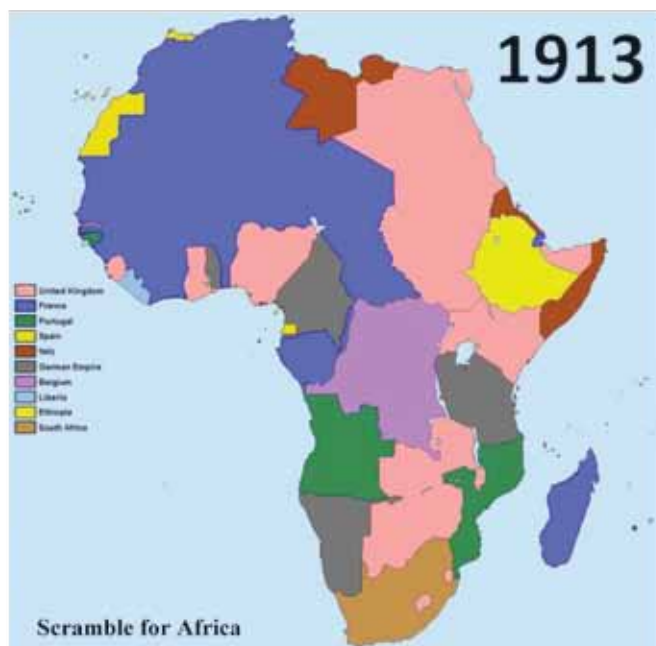 1913
United Kingdom
France
Portugal
Spain
Italy
German Empire
Belgium
Liberia
Ethiopia
South Africa
Scramble for Africa